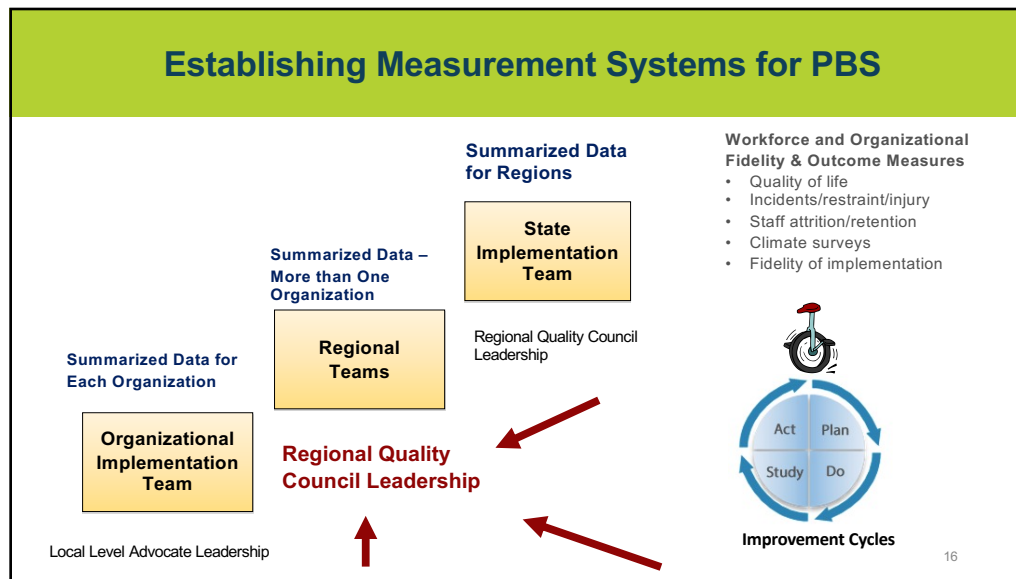 Establishing Measurement Systems for PBS
Summarized Data for
Each Organization
Organizational
Implementation
Team
Local Level Advocate Leadership
Summarized Data –
More than One
Organization
Regional
Teams
Regional Quality
Council Leadership
Summarized Data
for Regions
State
Implementation
Team
Regional Quality Council
Leadership
Workforce and Organizational
Fidelity & Outcome Measures
• Quality of life
• Incidents/restraint/injury
• Staff attrition/retention
• Climate surveys
• Fidelity of implementation
Act Plan
Study Do
Improvement Cycles
16